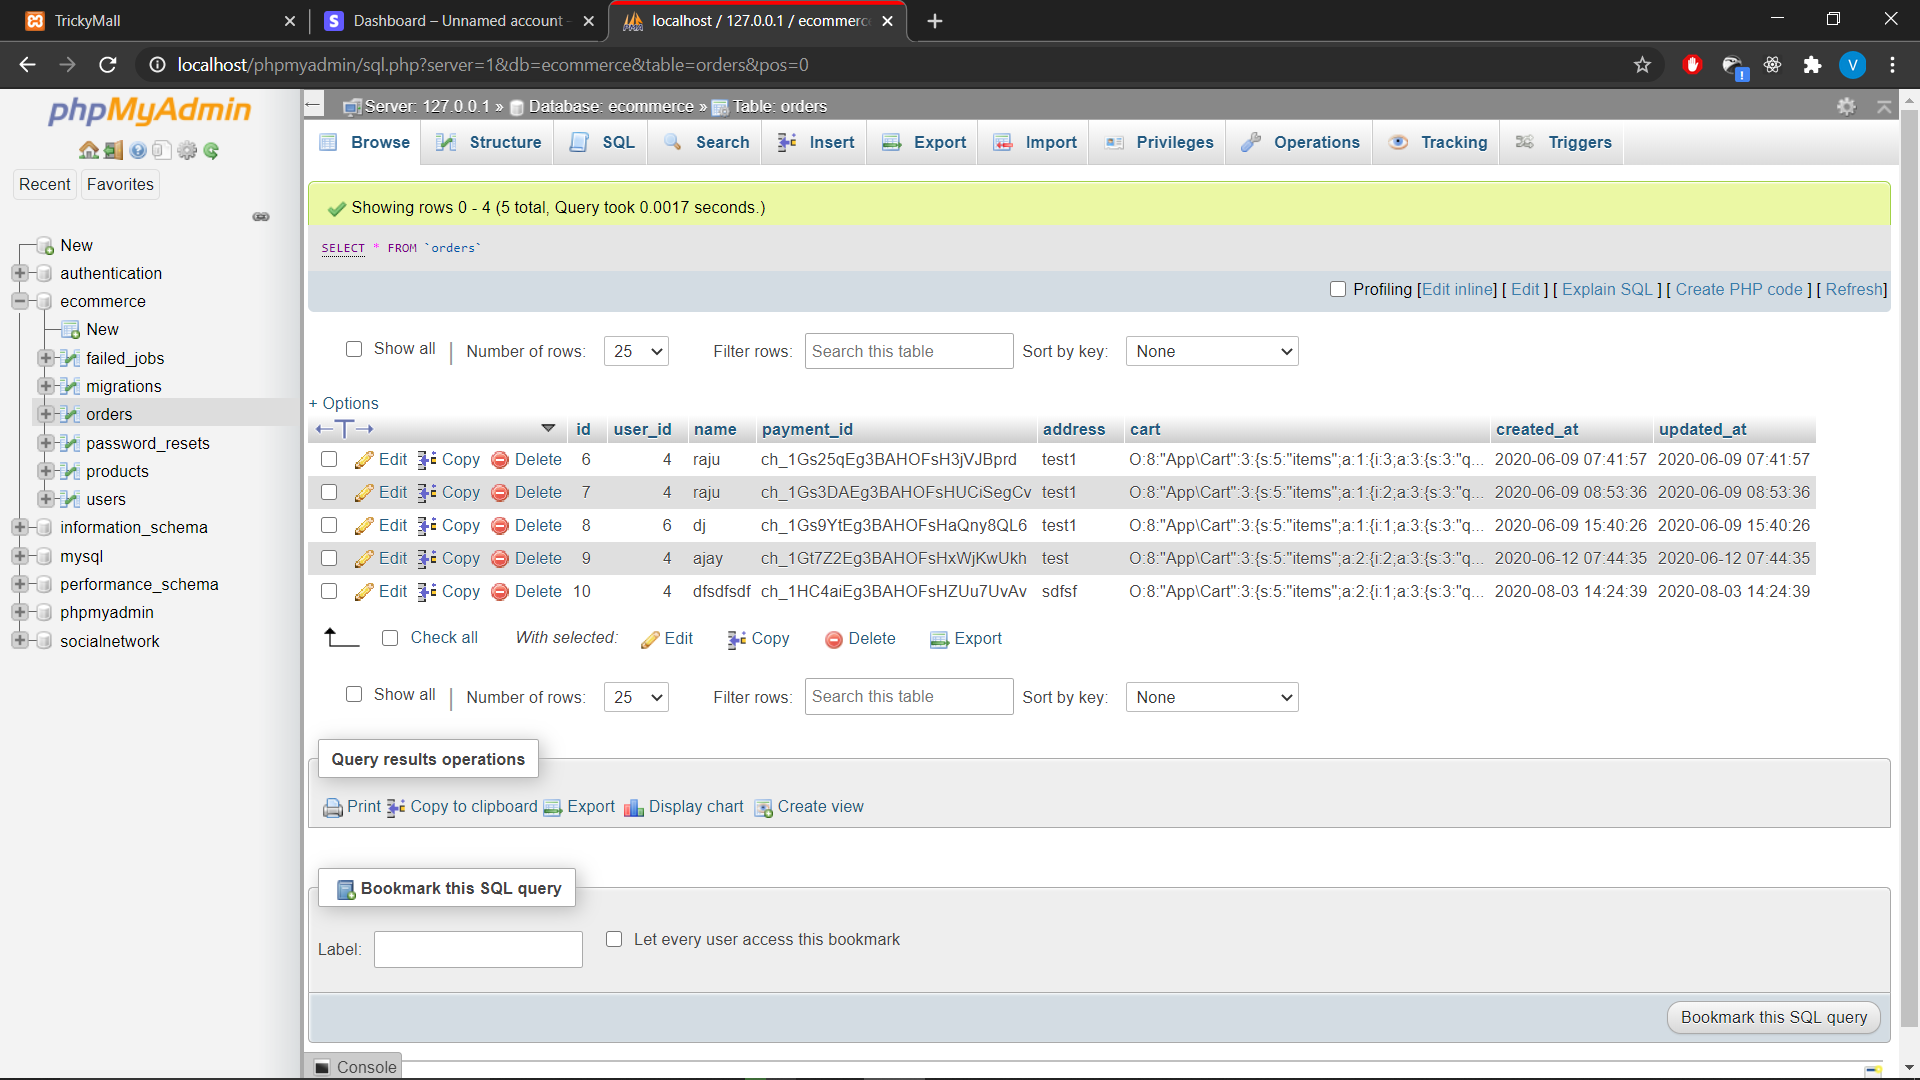 TrickyMall
Dashboard – Unnamed account -
localhost / 127.0.0.1 / ecommerce
localhost/phpmyadmin/sql.php?server=1&db=ecommerce&table=orders&pos=0
V
phpMyAdmin
Recent Favorites
New
authentication
ecommerce
New
failed_jobs
migrations
orders
password_resets
products
users
information_schema
mysql
performance_schema
phpmyadmin
socialnetwork
Server: 127.0.0.1 » Database: ecommerce » Table: orders
Browse Structure SQL Search Insert Export Import Privileges Operations Tracking Triggers
Showing rows 0 - 4 (5 total, Query took 0.0017 seconds.)
SELECT * FROM `orders`
Profiling [Edit inline] [ Edit ] [ Explain SQL ] [ Create PHP code ] [ Refresh]
Show all | Number of rows: 25 Filter rows: Search this table Sort by key: None
+ Options
←T→ id user_id name payment_id address cart created_at updated_at
Edit Copy Delete 6 4 raju ch_1Gs25qEg3BAHOFsH3jVJBprd test1 O:8:"App\Cart":3:{s:5:"items";a:1:{i:3;a:3:{s:3:"q... 2020-06-09 07:41:57 2020-06-09 07:41:57
Edit Copy Delete 7 4 raju ch_1Gs3DAEg3BAHOFsHUCiSegCv test1 O:8:"App\Cart":3:{s:5:"items";a:1:{i:2;a:3:{s:3:"q... 2020-06-09 08:53:36 2020-06-09 08:53:36
Edit Copy Delete 8 6 dj ch_1Gs9YtEg3BAHOFsHaQny8QL6 test1 O:8:"App\Cart":3:{s:5:"items";a:1:{i:1;a:3:{s:3:"q... 2020-06-09 15:40:26 2020-06-09 15:40:26
Edit Copy Delete 9 4 ajay ch_1Gt7Z2Eg3BAHOFsHxWjKwUkh test O:8:"App\Cart":3:{s:5:"items";a:2:{i:2;a:3:{s:3:"q... 2020-06-12 07:44:35 2020-06-12 07:44:35
Edit Copy Delete 10 4 dfsdfsdf ch_1HC4aiEg3BAHOFsHZUu7UvAv sdfsf O:8:"App\Cart":3:{s:5:"items";a:2:{i:1;a:3:{s:3:"q... 2020-08-03 14:24:39 2020-08-03 14:24:39
Check all With selected: Edit Copy Delete Export
Show all | Number of rows: 25 Filter rows: Search this table Sort by key: None
Query results operations
Print Copy to clipboard Export Display chart Create view
Bookmark this SQL query
Label: Let every user access this bookmark
Bookmark this SQL query
Console